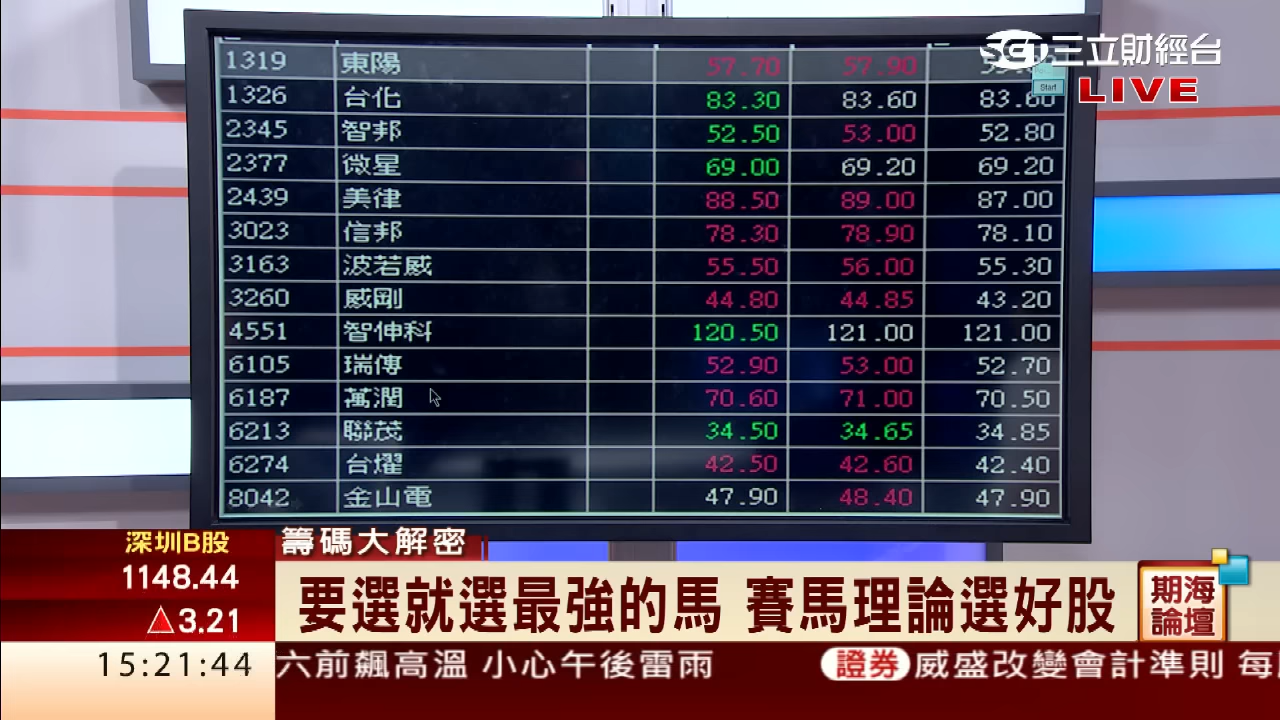 SET三立財經台
LIVE
Start
1319 東陽 57.70 57.90
1326 台化 83.30 83.60 83.60
2345 智邦 52.50 53.00 52.80
2377 微星 69.00 69.20 69.20
2439 美律 88.50 89.00 87.00
3023 信邦 78.30 78.90 78.10
3163 波若威 55.50 56.00 55.30
3260 威剛 44.80 44.85 43.20
4551 智伸科 120.50 121.00 121.00
6105 瑞傳 52.90 53.00 52.70
6187 萬潤 70.60 71.00 70.50
6213 聯茂 34.50 34.65 34.85
6274 台燿 42.50 42.60 42.40
8042 金山電 47.90 48.40 47.90
深圳B股
1148.44
△3.21
籌碼大解密
要選就選最強的馬 賽馬理論選好股
期海
論壇
15:21:44
六前飆高溫 小心午後雷雨 證券 威盛改變會計準則 每